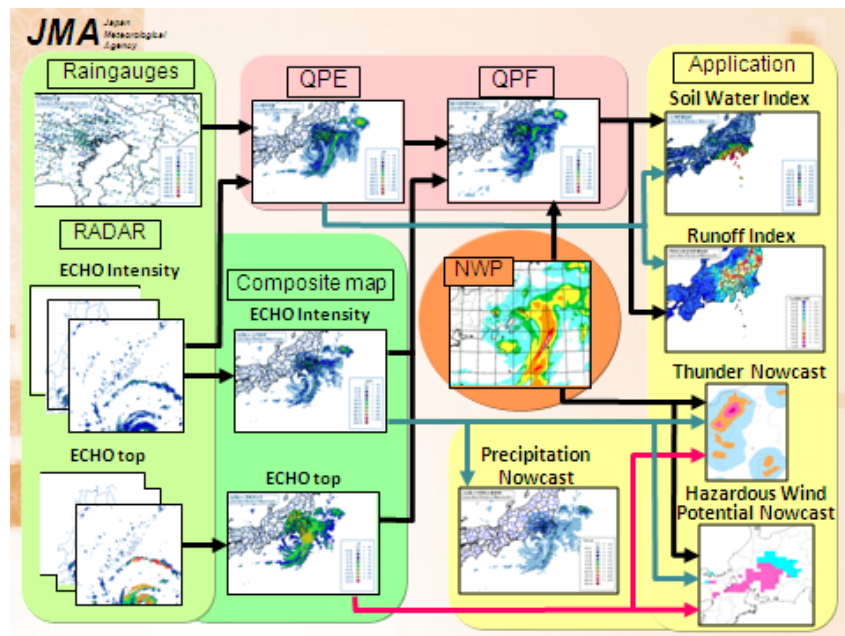 JMA
Japan
Meteorological
Agency
Raingauges
QPE
QPF
Application
Soil Water Index
RADAR
Runoff Index
ECHO Intensity
Composite map
NWP
ECHO Intensity
Thunder Nowcast
ECHO top
Precipitation
Nowcast
ECHO top
Hazardous Wind
Potential Nowcast